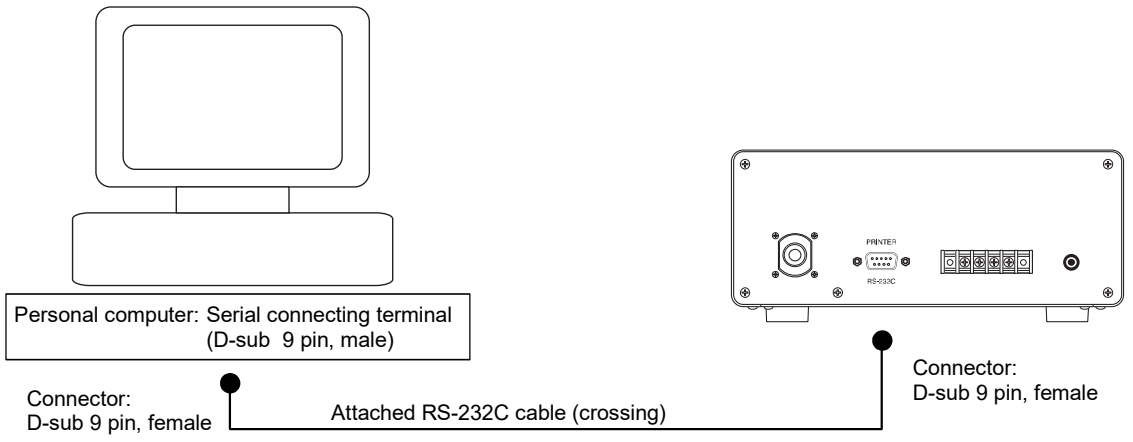 PRINTER
RS-232C
Personal computer: Serial connecting terminal
(D-sub 9 pin, male)
Connector:
D-sub 9 pin, female
Attached RS-232C cable (crossing)
Connector:
D-sub 9 pin, female